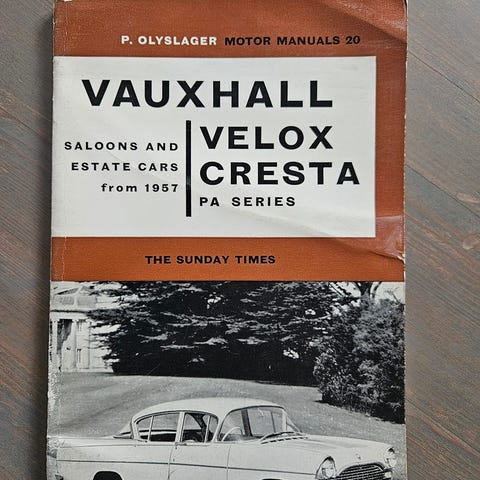 P. OLYSLAGER MOTOR MANUALS 20
VAUXHALL
SALOONS AND
ESTATE CARS
from 1957
VELOX
CRESTA
PA SERIES
THE SUNDAY TIMES